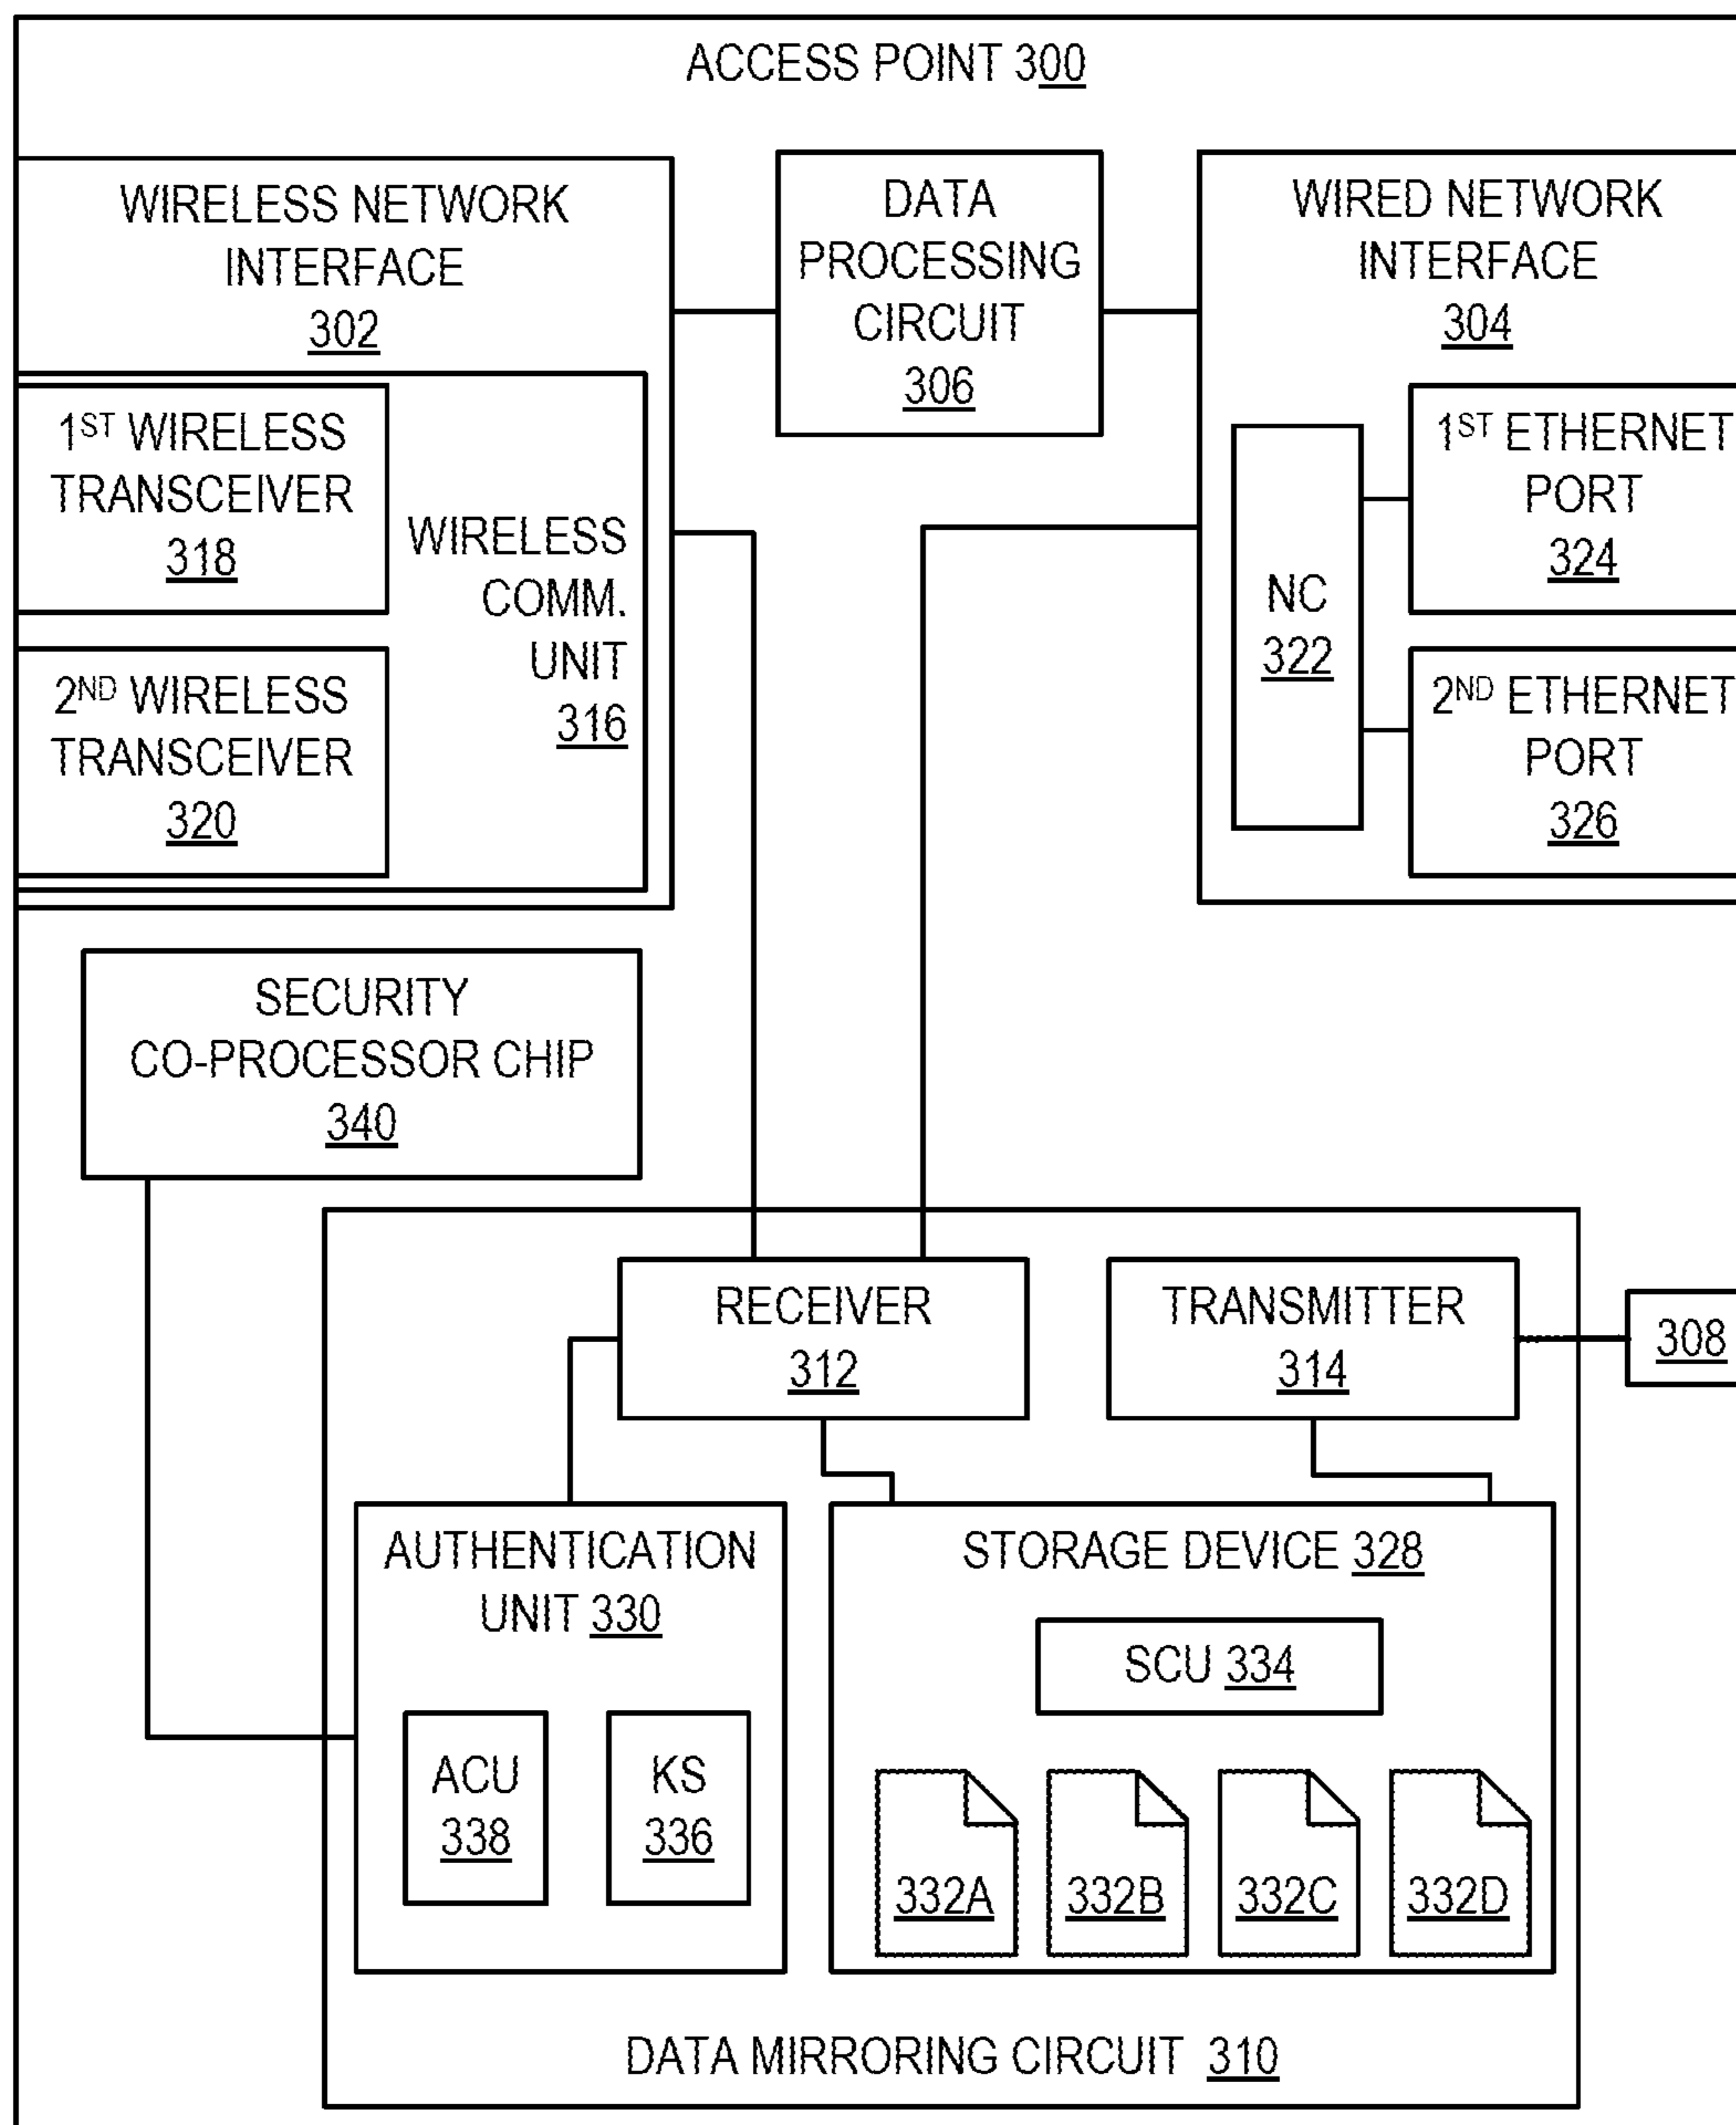 ACCESS POINT 300
WIRELESS NETWORK
INTERFACE
302
1ST WIRELESS
TRANSCEIVER
318
2ND WIRELESS
TRANSCEIVER
320
WIRELESS
COMM.
UNIT
316
DATA
PROCESSING
CIRCUIT
306
WIRED NETWORK
INTERFACE
304
NC
322
1ST ETHERNET
PORT
324
2ND ETHERNET
PORT
326
SECURITY
CO-PROCESSOR CHIP
340
RECEIVER
312
TRANSMITTER
314
308
AUTHENTICATION
UNIT 330
ACU
338
KS
336
STORAGE DEVICE 328
SCU 334
332A
332B
332C
332D
DATA MIRRORING CIRCUIT 310